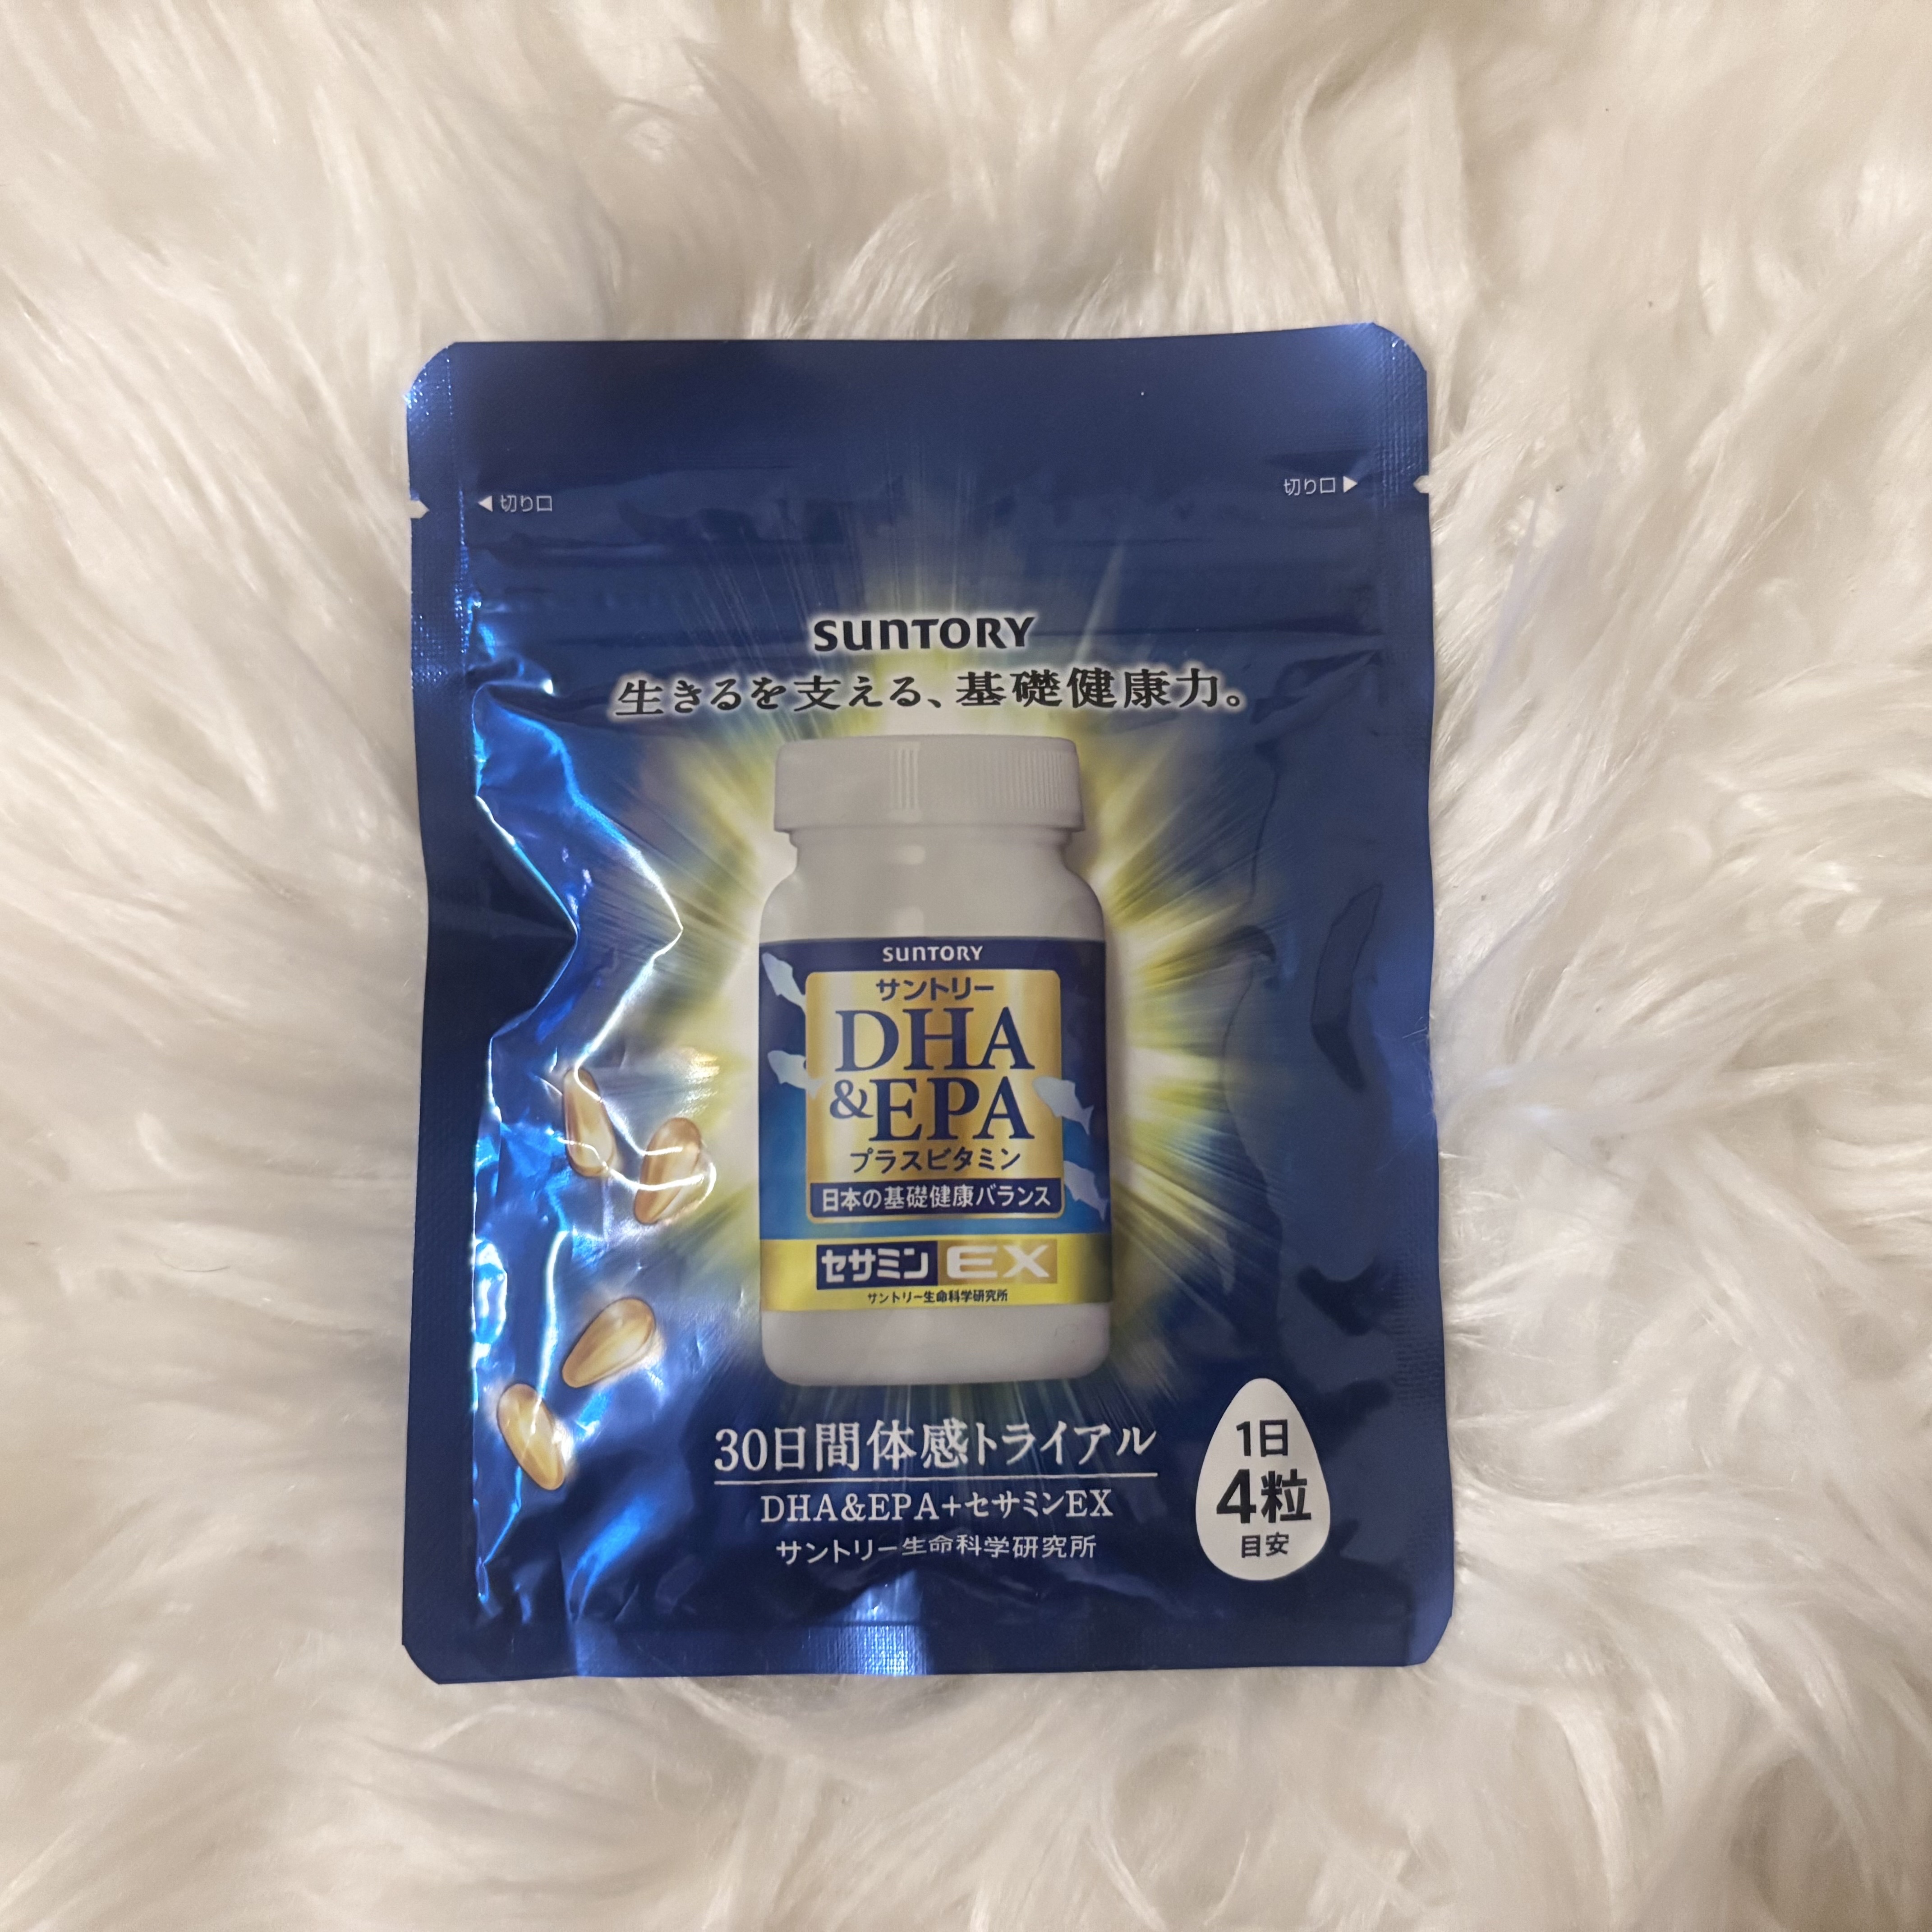 ◀ 切り口
切り口 ▶
SUNTORY
生きるを支える、基礎健康力。
SUNTORY
サントリー
DHA
&EPA
プラスビタミン
日本の基礎健康バランス
セサミンEX
サントリー生命科学研究所
30日間体感トライアル
DHA&EPA+セサミンEX
サントリー生命科学研究所
1日
4粒
目安